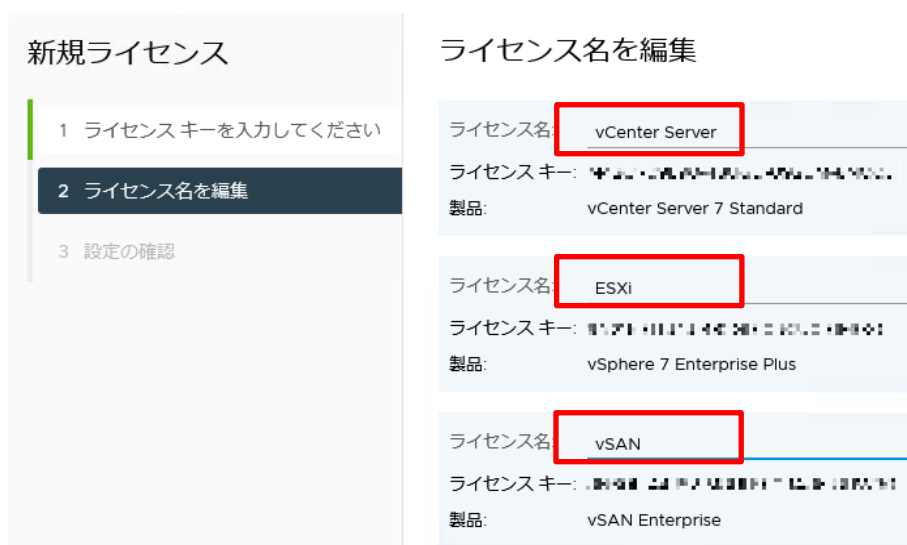 新規ライセンス
1 ライセンス キーを入力してください
2 ライセンス名を編集
3 設定の確認
ライセンス名を編集
ライセンス名: vCenter Server
ライセンス キー:
製品: vCenter Server 7 Standard
ライセンス名: ESXi
ライセンス キー:
製品: vSphere 7 Enterprise Plus
ライセンス名: vSAN
ライセンス キー:
製品: vSAN Enterprise